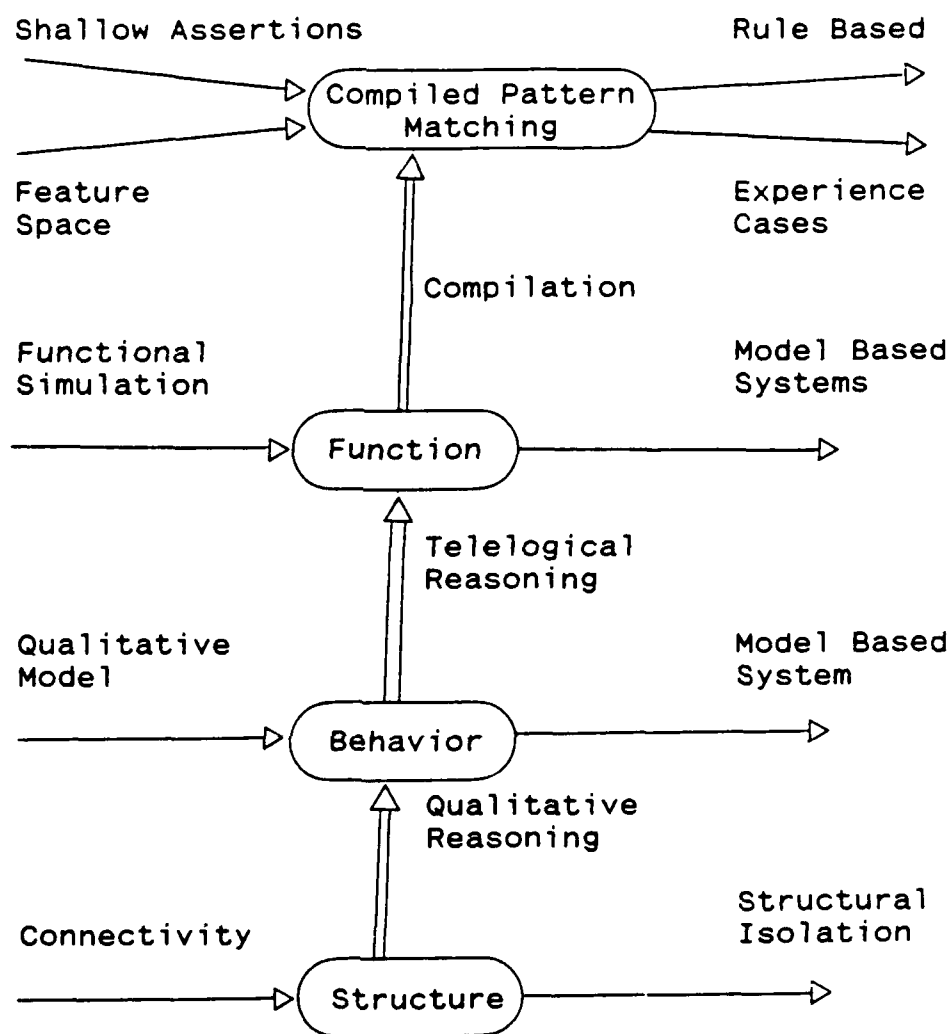 Shallow Assertions
Rule Based
Compiled Pattern
Matching
Feature
Space
Experience
Cases
Compilation
Functional
Simulation
Model Based
Systems
Function
Telelogical
Reasoning
Qualitative
Model
Model Based
System
Behavior
Qualitative
Reasoning
Connectivity
Structural
Isolation
Structure